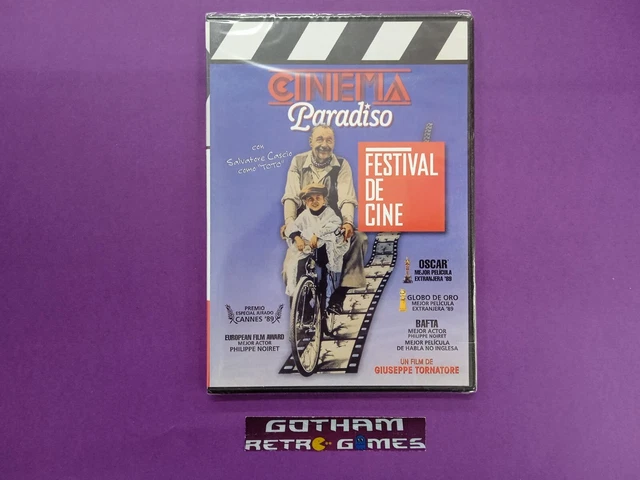 CINEMA
Paradiso
con
Salvatore Cascio
como "TOTO"
FESTIVAL
DE
CINE
OSCAR
MEJOR PELÍCULA
EXTRANJERA '89
GLOBO DE ORO
MEJOR PELÍCULA
EXTRANJERA '89
PREMIO
ESPECIAL JURADO
CANNES '89
BAFTA
MEJOR ACTOR
PHILIPPE NOIRET
MEJOR PELÍCULA
DE HABLA NO INGLESA
EUROPEAN FILM AWARD
MEJOR ACTOR
PHILIPPE NOIRET
UN FILM DE
GIUSEPPE TORNATORE
GOTHAM
RETRO GAMES